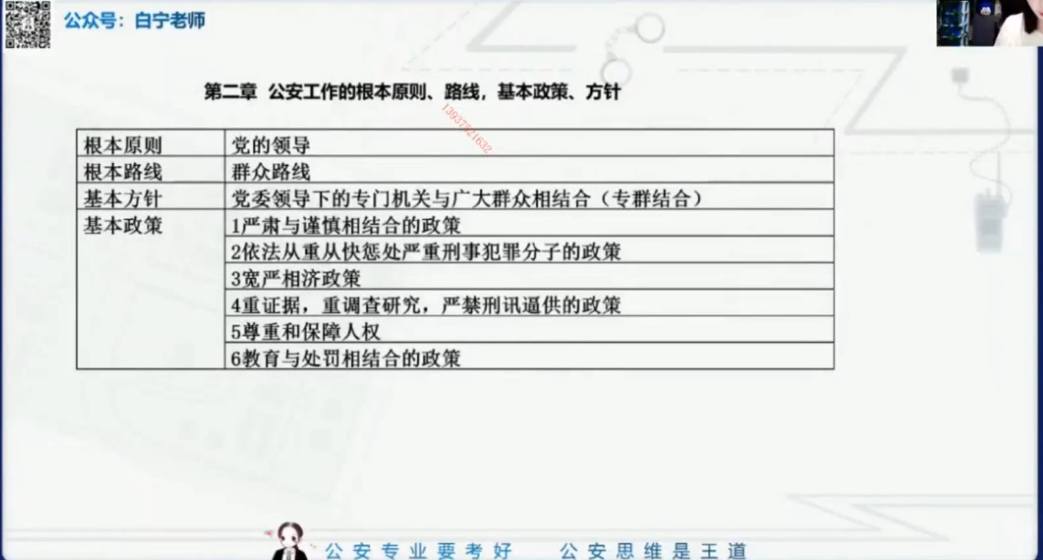 公众号：白宁老师
第二章 公安工作的根本原则、路线，基本政策、方针
13937921632
根本原则 党的领导
根本路线 群众路线
基本方针 党委领导下的专门机关与广大群众相结合（专群结合）
基本政策 1严肃与谨慎相结合的政策
2依法从重从快惩处严重刑事犯罪分子的政策
3宽严相济政策
4重证据，重调查研究，严禁刑讯逼供的政策
5尊重和保障人权
6教育与处罚相结合的政策
公安专业要考好 公安思维是王道